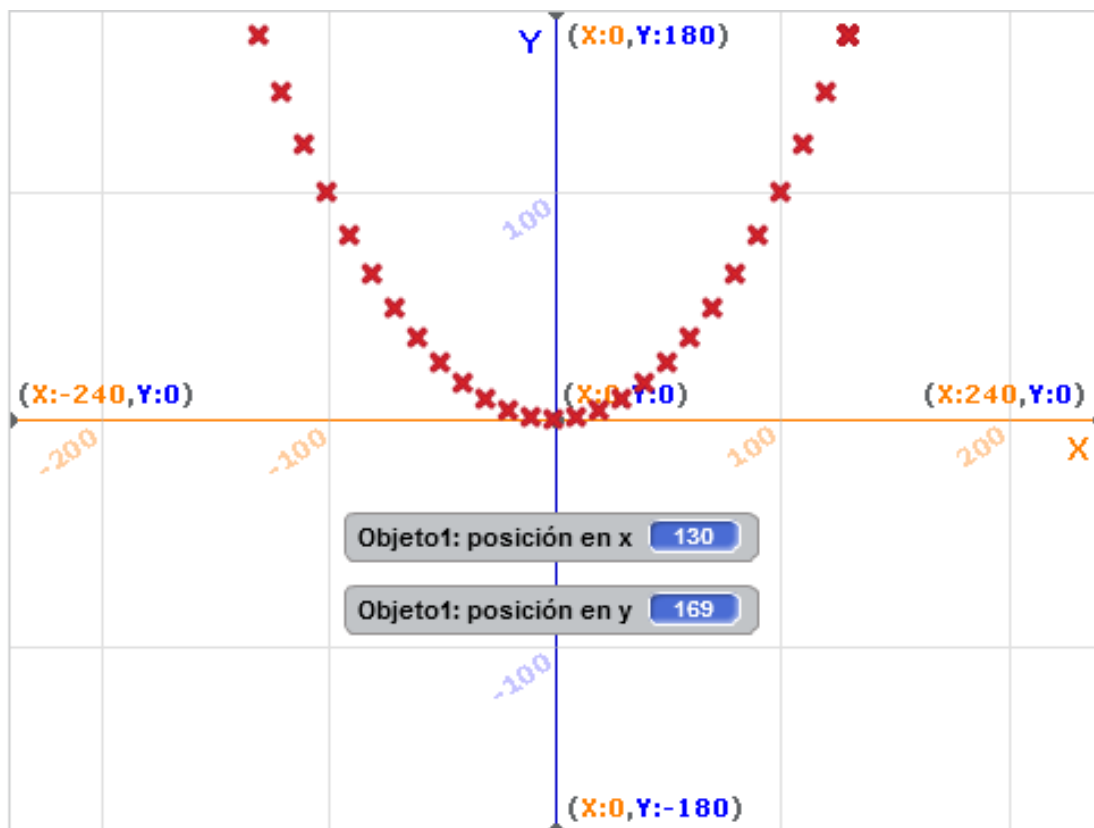 Y (X:0,Y:180)
100
(X:-240,Y:0) (X:0,Y:0) (X:240,Y:0)
-200 -100 100 200 X
Objeto1: posición en x 130
Objeto1: posición en y 169
-100
(X:0,Y:-180)